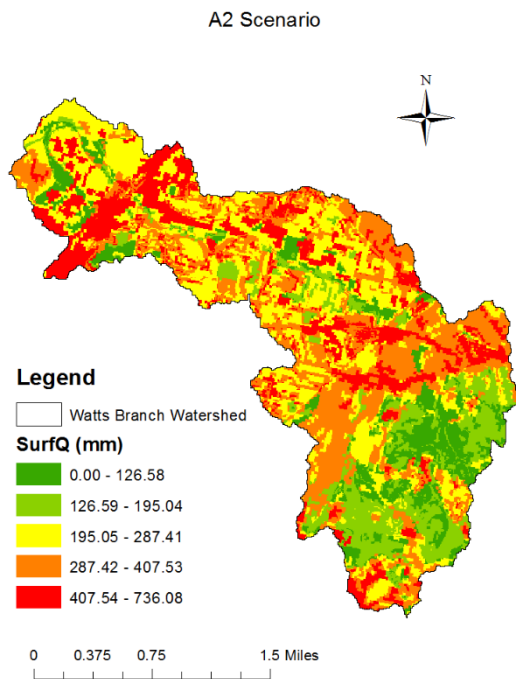 A2 Scenario
N
Legend
Watts Branch Watershed
SurfQ (mm)
0.00 - 126.58
126.59 - 195.04
195.05 - 287.41
287.42 - 407.53
407.54 - 736.08
0 0.375 0.75 1.5 Miles